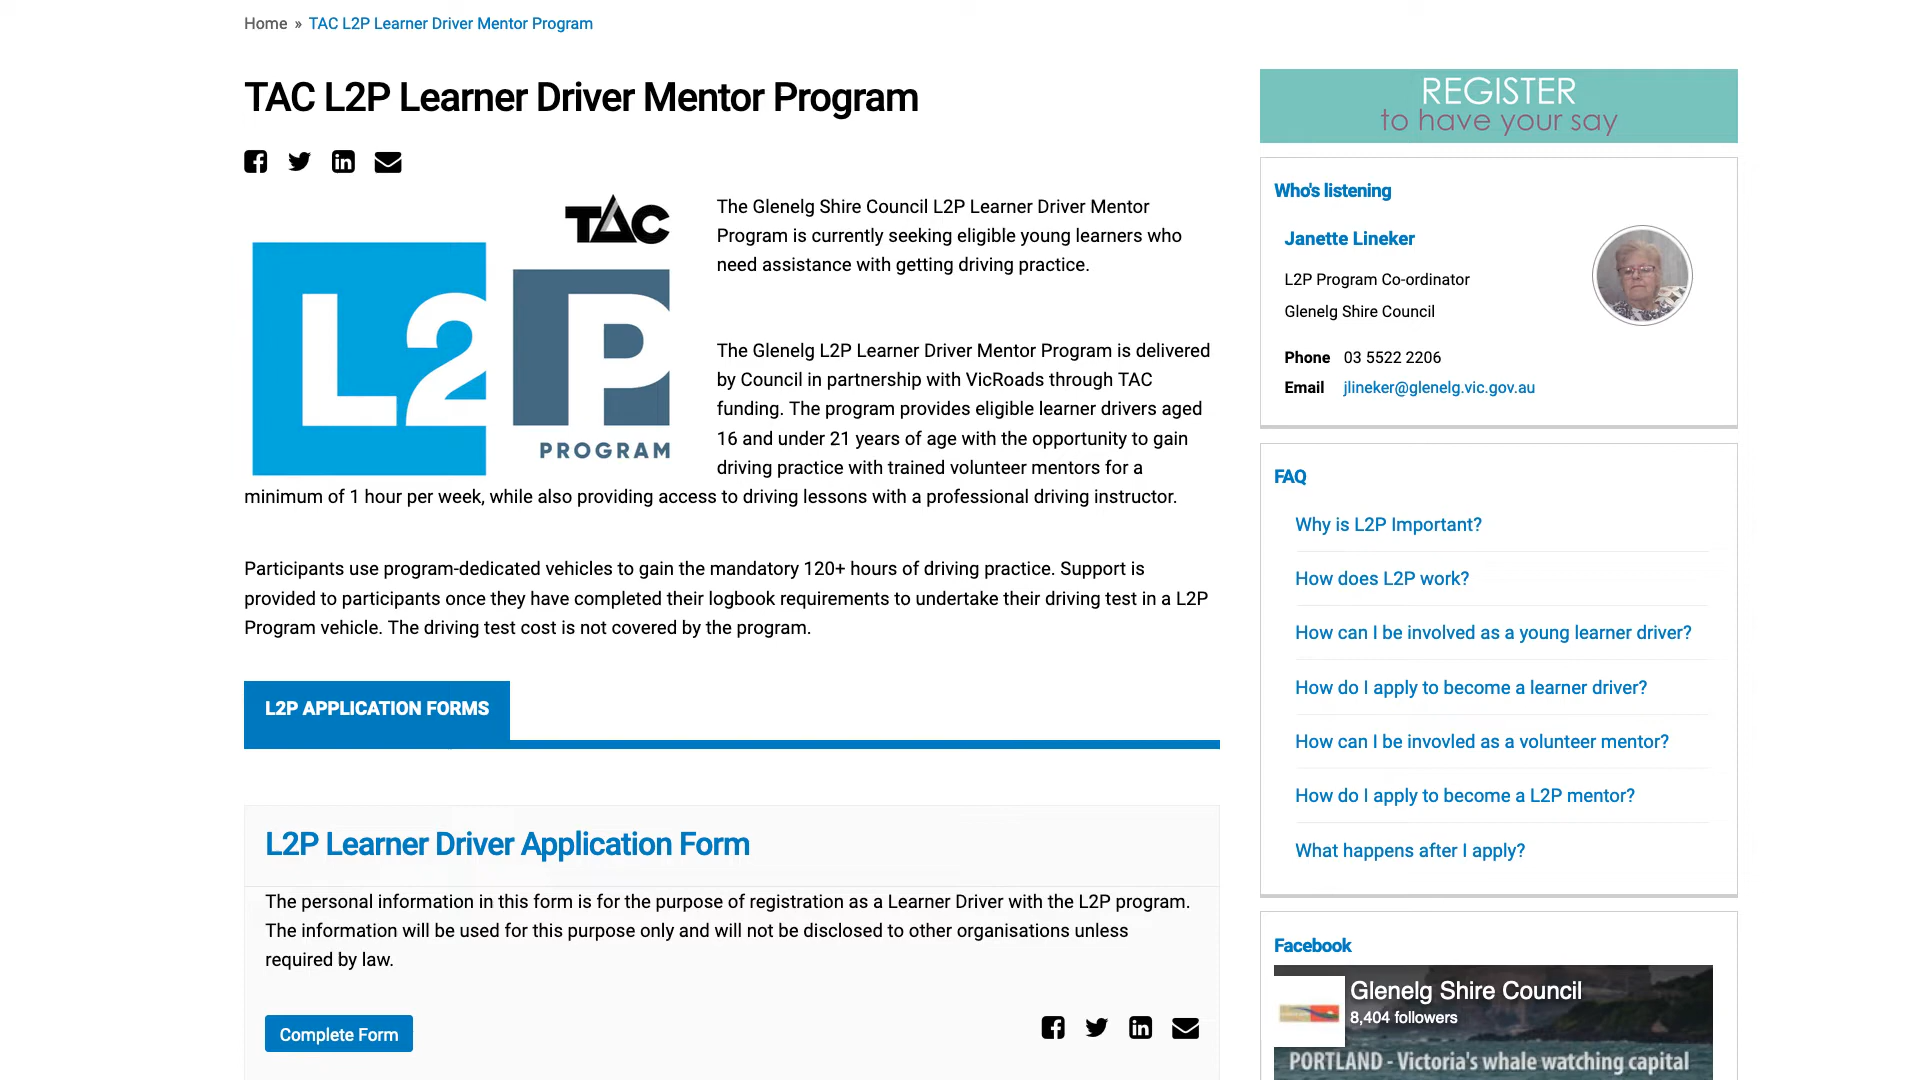 Home » TAC L2P Learner Driver Mentor Program
TAC L2P Learner Driver Mentor Program
TAC
L2P
PROGRAM
The Glenelg Shire Council L2P Learner Driver Mentor
Program is currently seeking eligible young learners who
need assistance with getting driving practice.
The Glenelg L2P Learner Driver Mentor Program is delivered
by Council in partnership with VicRoads through TAC
funding. The program provides eligible learner drivers aged
16 and under 21 years of age with the opportunity to gain
driving practice with trained volunteer mentors for a
minimum of 1 hour per week, while also providing access to driving lessons with a professional driving instructor.
Participants use program-dedicated vehicles to gain the mandatory 120+ hours of driving practice. Support is
provided to participants once they have completed their logbook requirements to undertake their driving test in a L2P
Program vehicle. The driving test cost is not covered by the program.
L2P APPLICATION FORMS
L2P Learner Driver Application Form
The personal information in this form is for the purpose of registration as a Learner Driver with the L2P program.
The information will be used for this purpose only and will not be disclosed to other organisations unless
required by law.
Complete Form
REGISTER
to have your say
Who's listening
Janette Lineker
L2P Program Co-ordinator
Glenelg Shire Council
Phone 03 5522 2206
Email jlineker@glenelg.vic.gov.au
FAQ
Why is L2P Important?
How does L2P work?
How can I be involved as a young learner driver?
How do I apply to become a learner driver?
How can I be invovled as a volunteer mentor?
How do I apply to become a L2P mentor?
What happens after I apply?
Facebook
Glenelg Shire Council
8,404 followers
PORTLAND - Victoria's whale watching capital